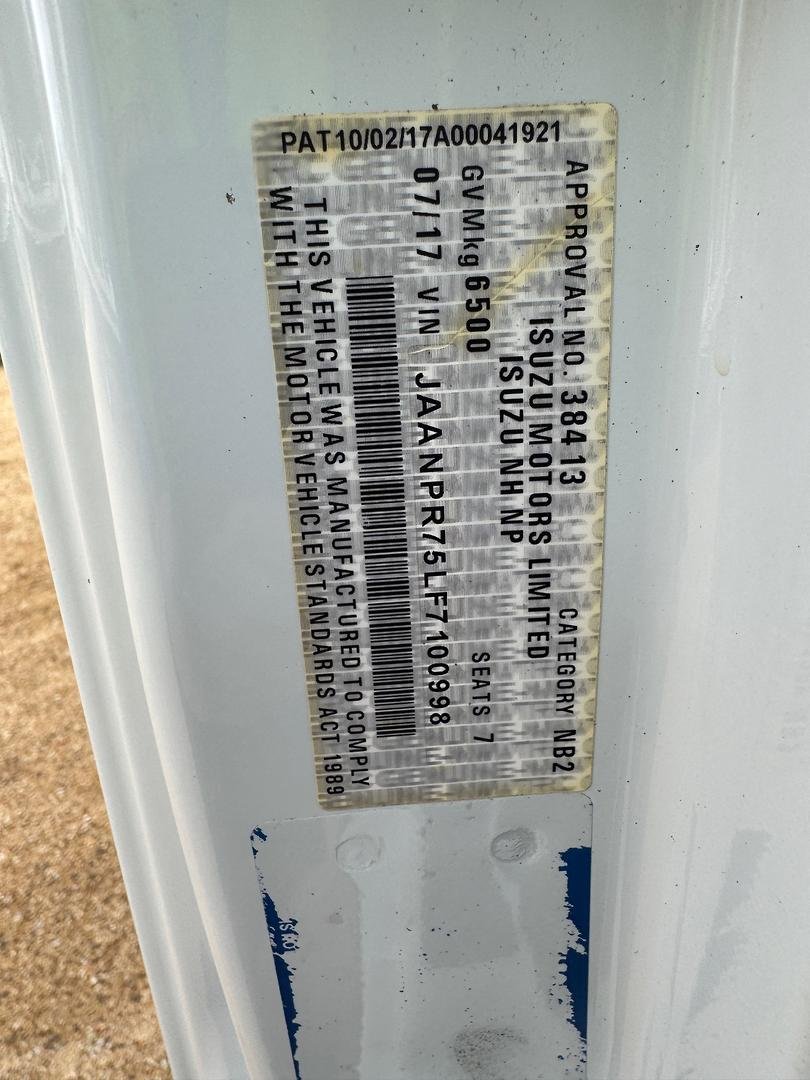 PAT10/02/17A00041921
APPROVAL NO. 38413 CATEGORY NB2
ISUZU MOTORS LIMITED
ISUZU NH NP
GVMkg 6500 SEATS 7
07/17 VIN JAANPR75LF7100998
THIS VEHICLE WAS MANUFACTURED TO COMPLY
WITH THE MOTOR VEHICLE STANDARDS ACT 1989